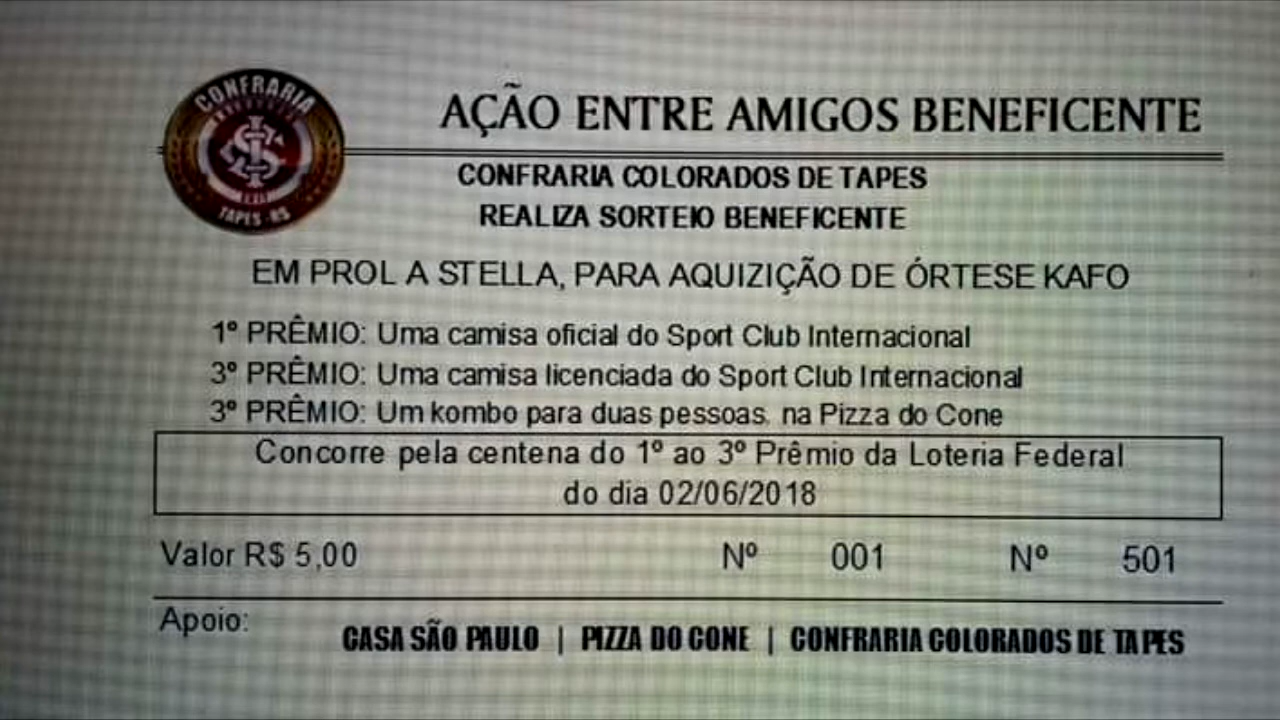 CONFRARIA
TAPES - RS
AÇÃO ENTRE AMIGOS BENEFICENTE
CONFRARIA COLORADOS DE TAPES
REALIZA SORTEIO BENEFICENTE
EM PROL A STELLA, PARA AQUIZIÇÃO DE ÓRTESE KAFO
1º PRÊMIO: Uma camisa oficial do Sport Club Internacional
3º PRÊMIO: Uma camisa licenciada do Sport Club Internacional
3º PRÊMIO: Um kombo para duas pessoas, na Pizza do Cone
Concorre pela centena do 1º ao 3º Prêmio da Loteria Federal
do dia 02/06/2018
Valor R$ 5,00 Nº 001 Nº 501
Apoio:
CASA SÃO PAULO | PIZZA DO CONE | CONFRARIA COLORADOS DE TAPES